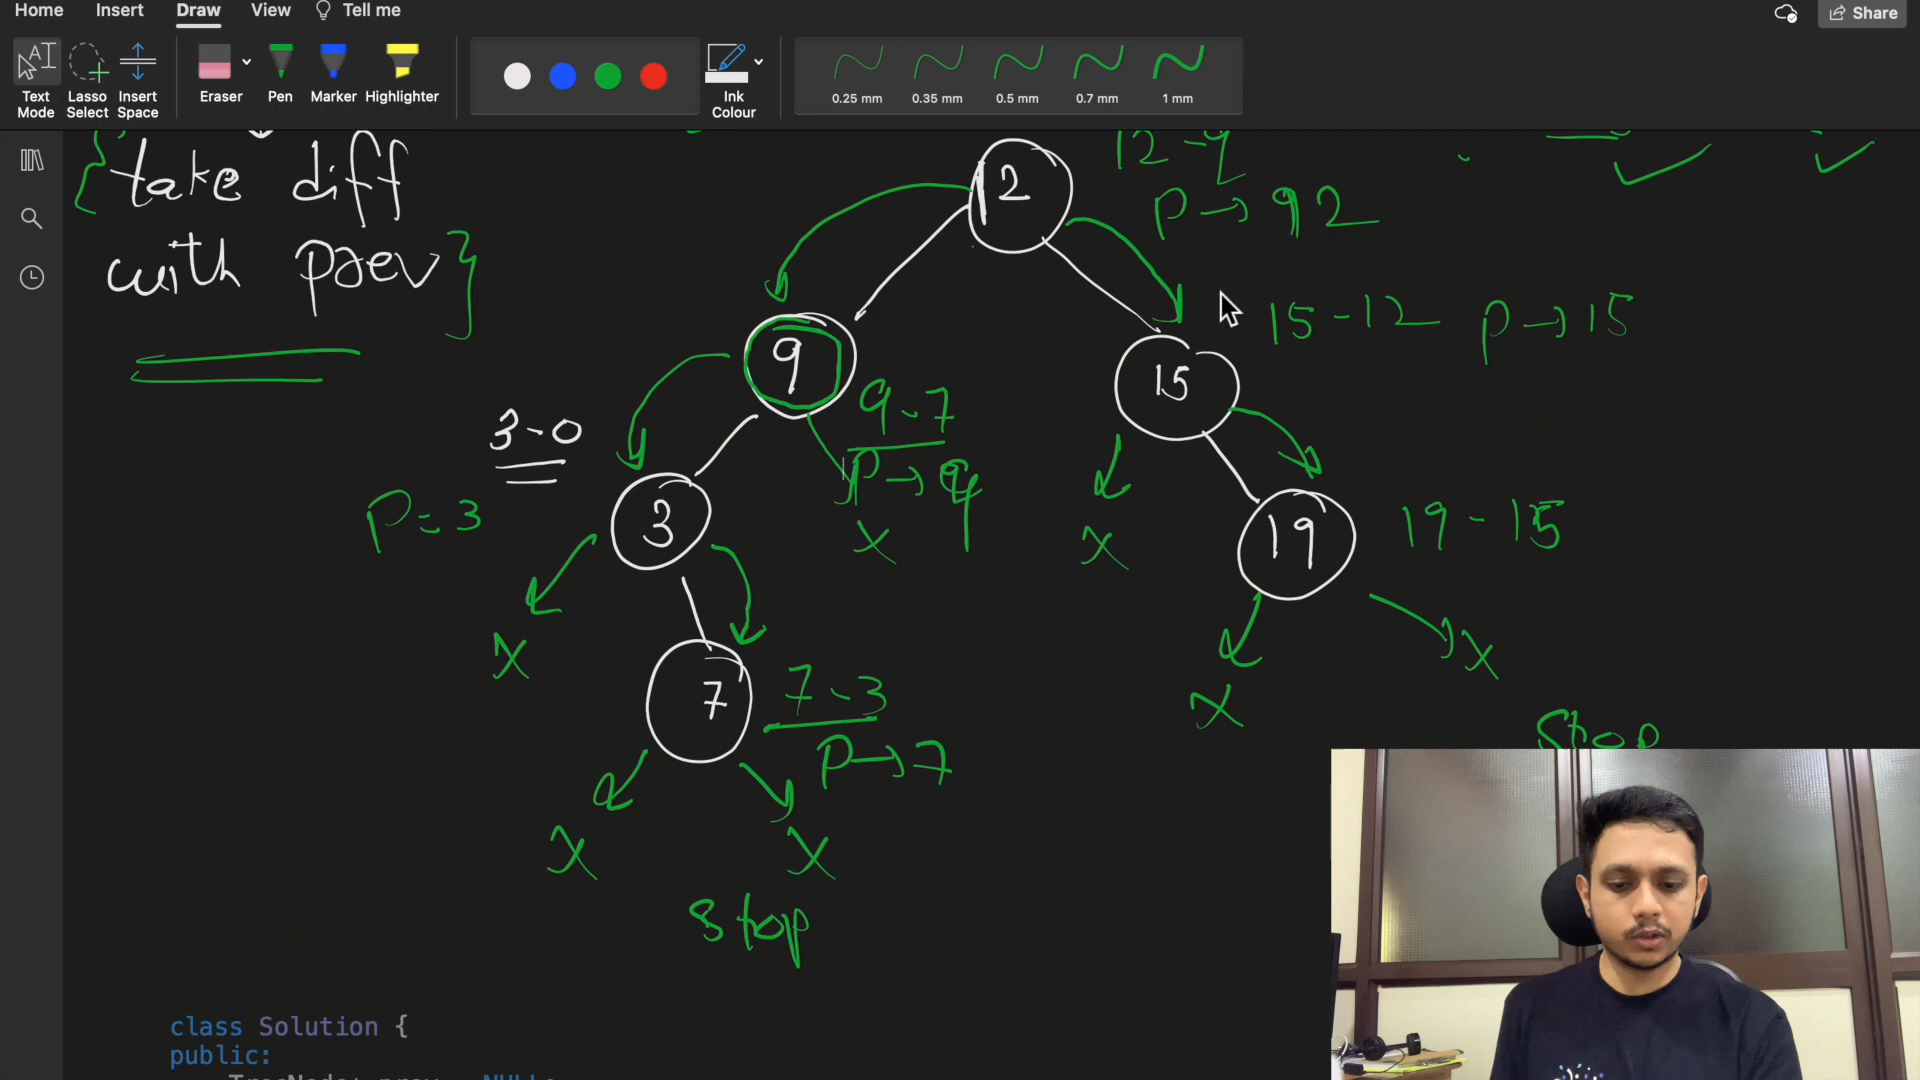 Home Insert Draw View Tell me
Share
Text Mode
Lasso Select
Insert Space
Eraser
Pen
Marker
Highlighter
Ink Colour
0.25 mm
0.35 mm
0.5 mm
0.7 mm
1 mm
take diff
with prev
12
12-9
P→92
9
15
15-12 P→15
3-0
9-7
P→9
P=3
3
19
19-15
x
x
x
7
7-3
P→7
x
x
Stop
x
x
Stop
class Solution {
public: